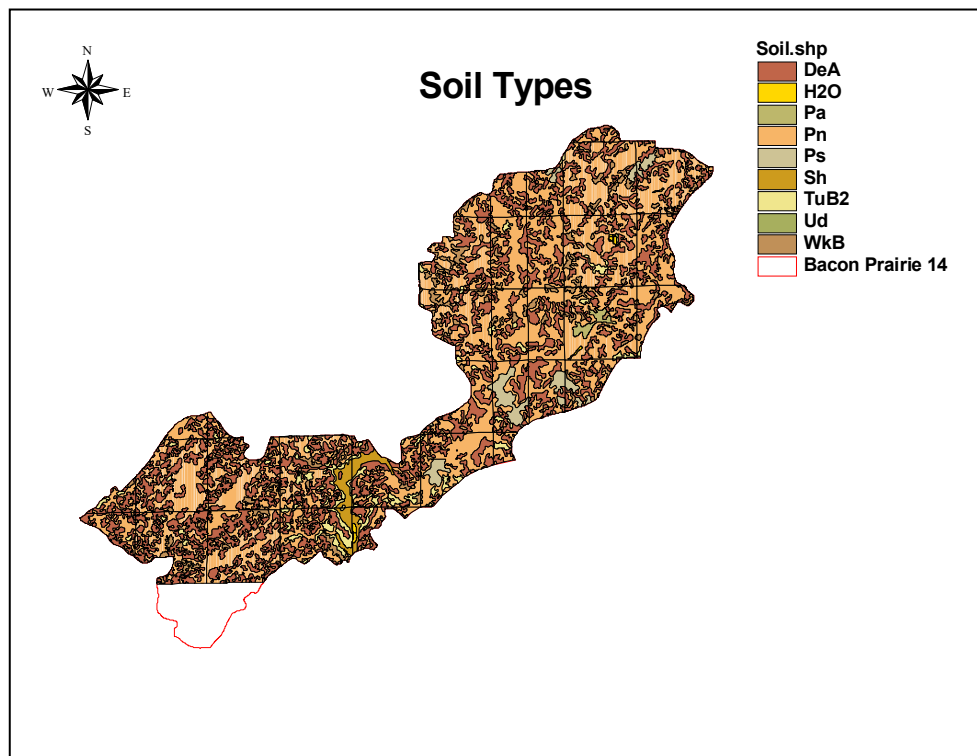 N
W E
S
Soil Types
Soil.shp
DeA
H2O
Pa
Pn
Ps
Sh
TuB2
Ud
WkB
Bacon Prairie 14